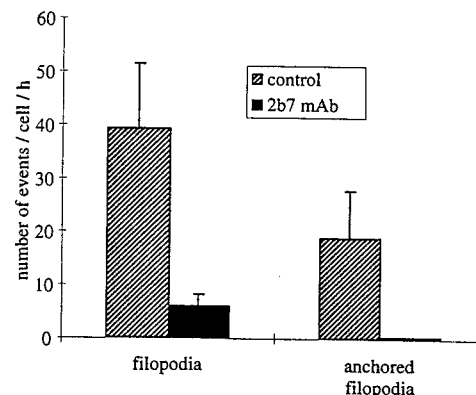 60
50
40
30
20
10
0
number of events / cell / h
control
2b7 mAb
filopodia
anchored
filopodia